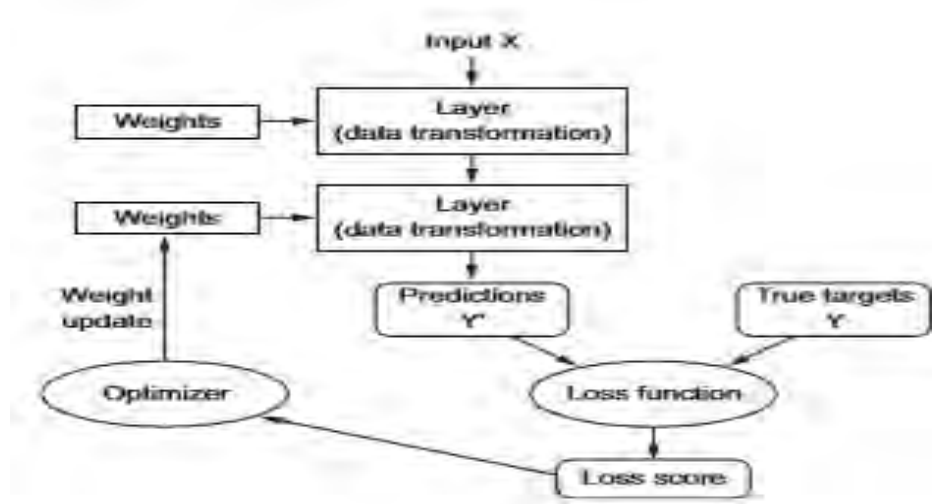 Input X
Weights
Layer
(data transformation)
Weights
Layer
(data transformation)
Weight
update
Predictions
Y'
True targets
Y
Optimizer
Loss function
Loss score